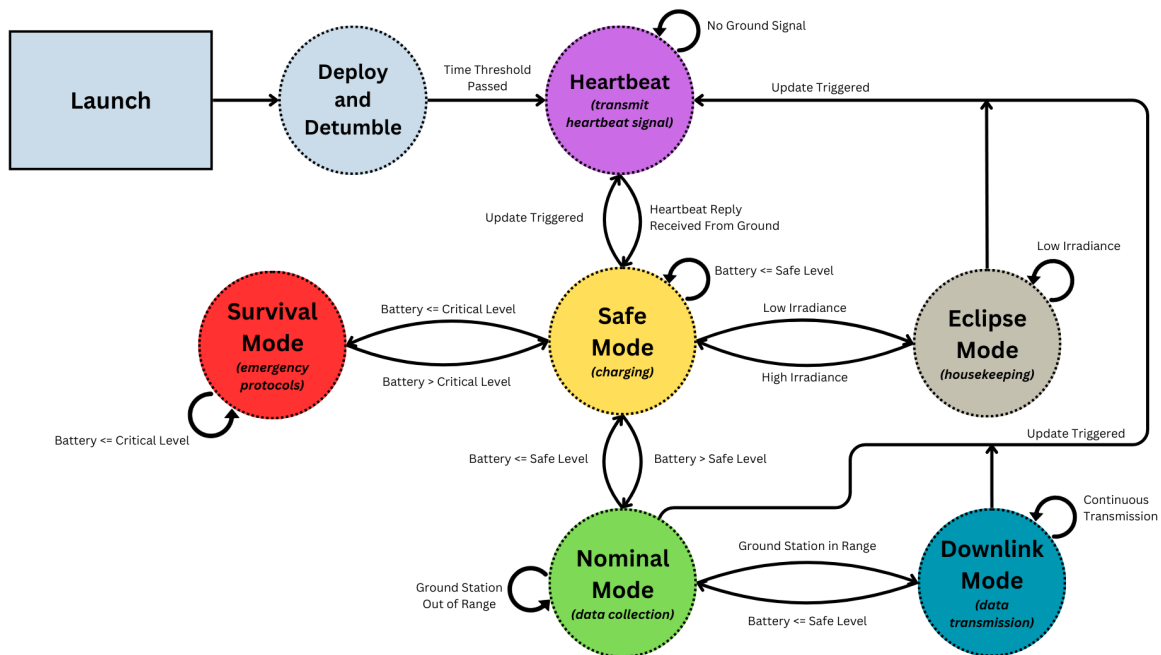 No Ground Signal
Launch
Deploy
and
Detumble
Time Threshold
Passed
Heartbeat
(transmit
heartbeat signal)
Update Triggered
Update Triggered
Heartbeat Reply
Received From Ground
Survival
Mode
(emergency
protocols)
Battery <= Critical Level
Battery > Critical Level
Battery <= Critical Level
Safe
Mode
(charging)
Battery <= Safe Level
Low Irradiance
High Irradiance
Low Irradiance
Eclipse
Mode
(housekeeping)
Battery <= Safe Level
Battery > Safe Level
Update Triggered
Nominal
Mode
(data collection)
Ground Station
Out of Range
Ground Station in Range
Battery <= Safe Level
Downlink
Mode
(data
transmission)
Continuous
Transmission